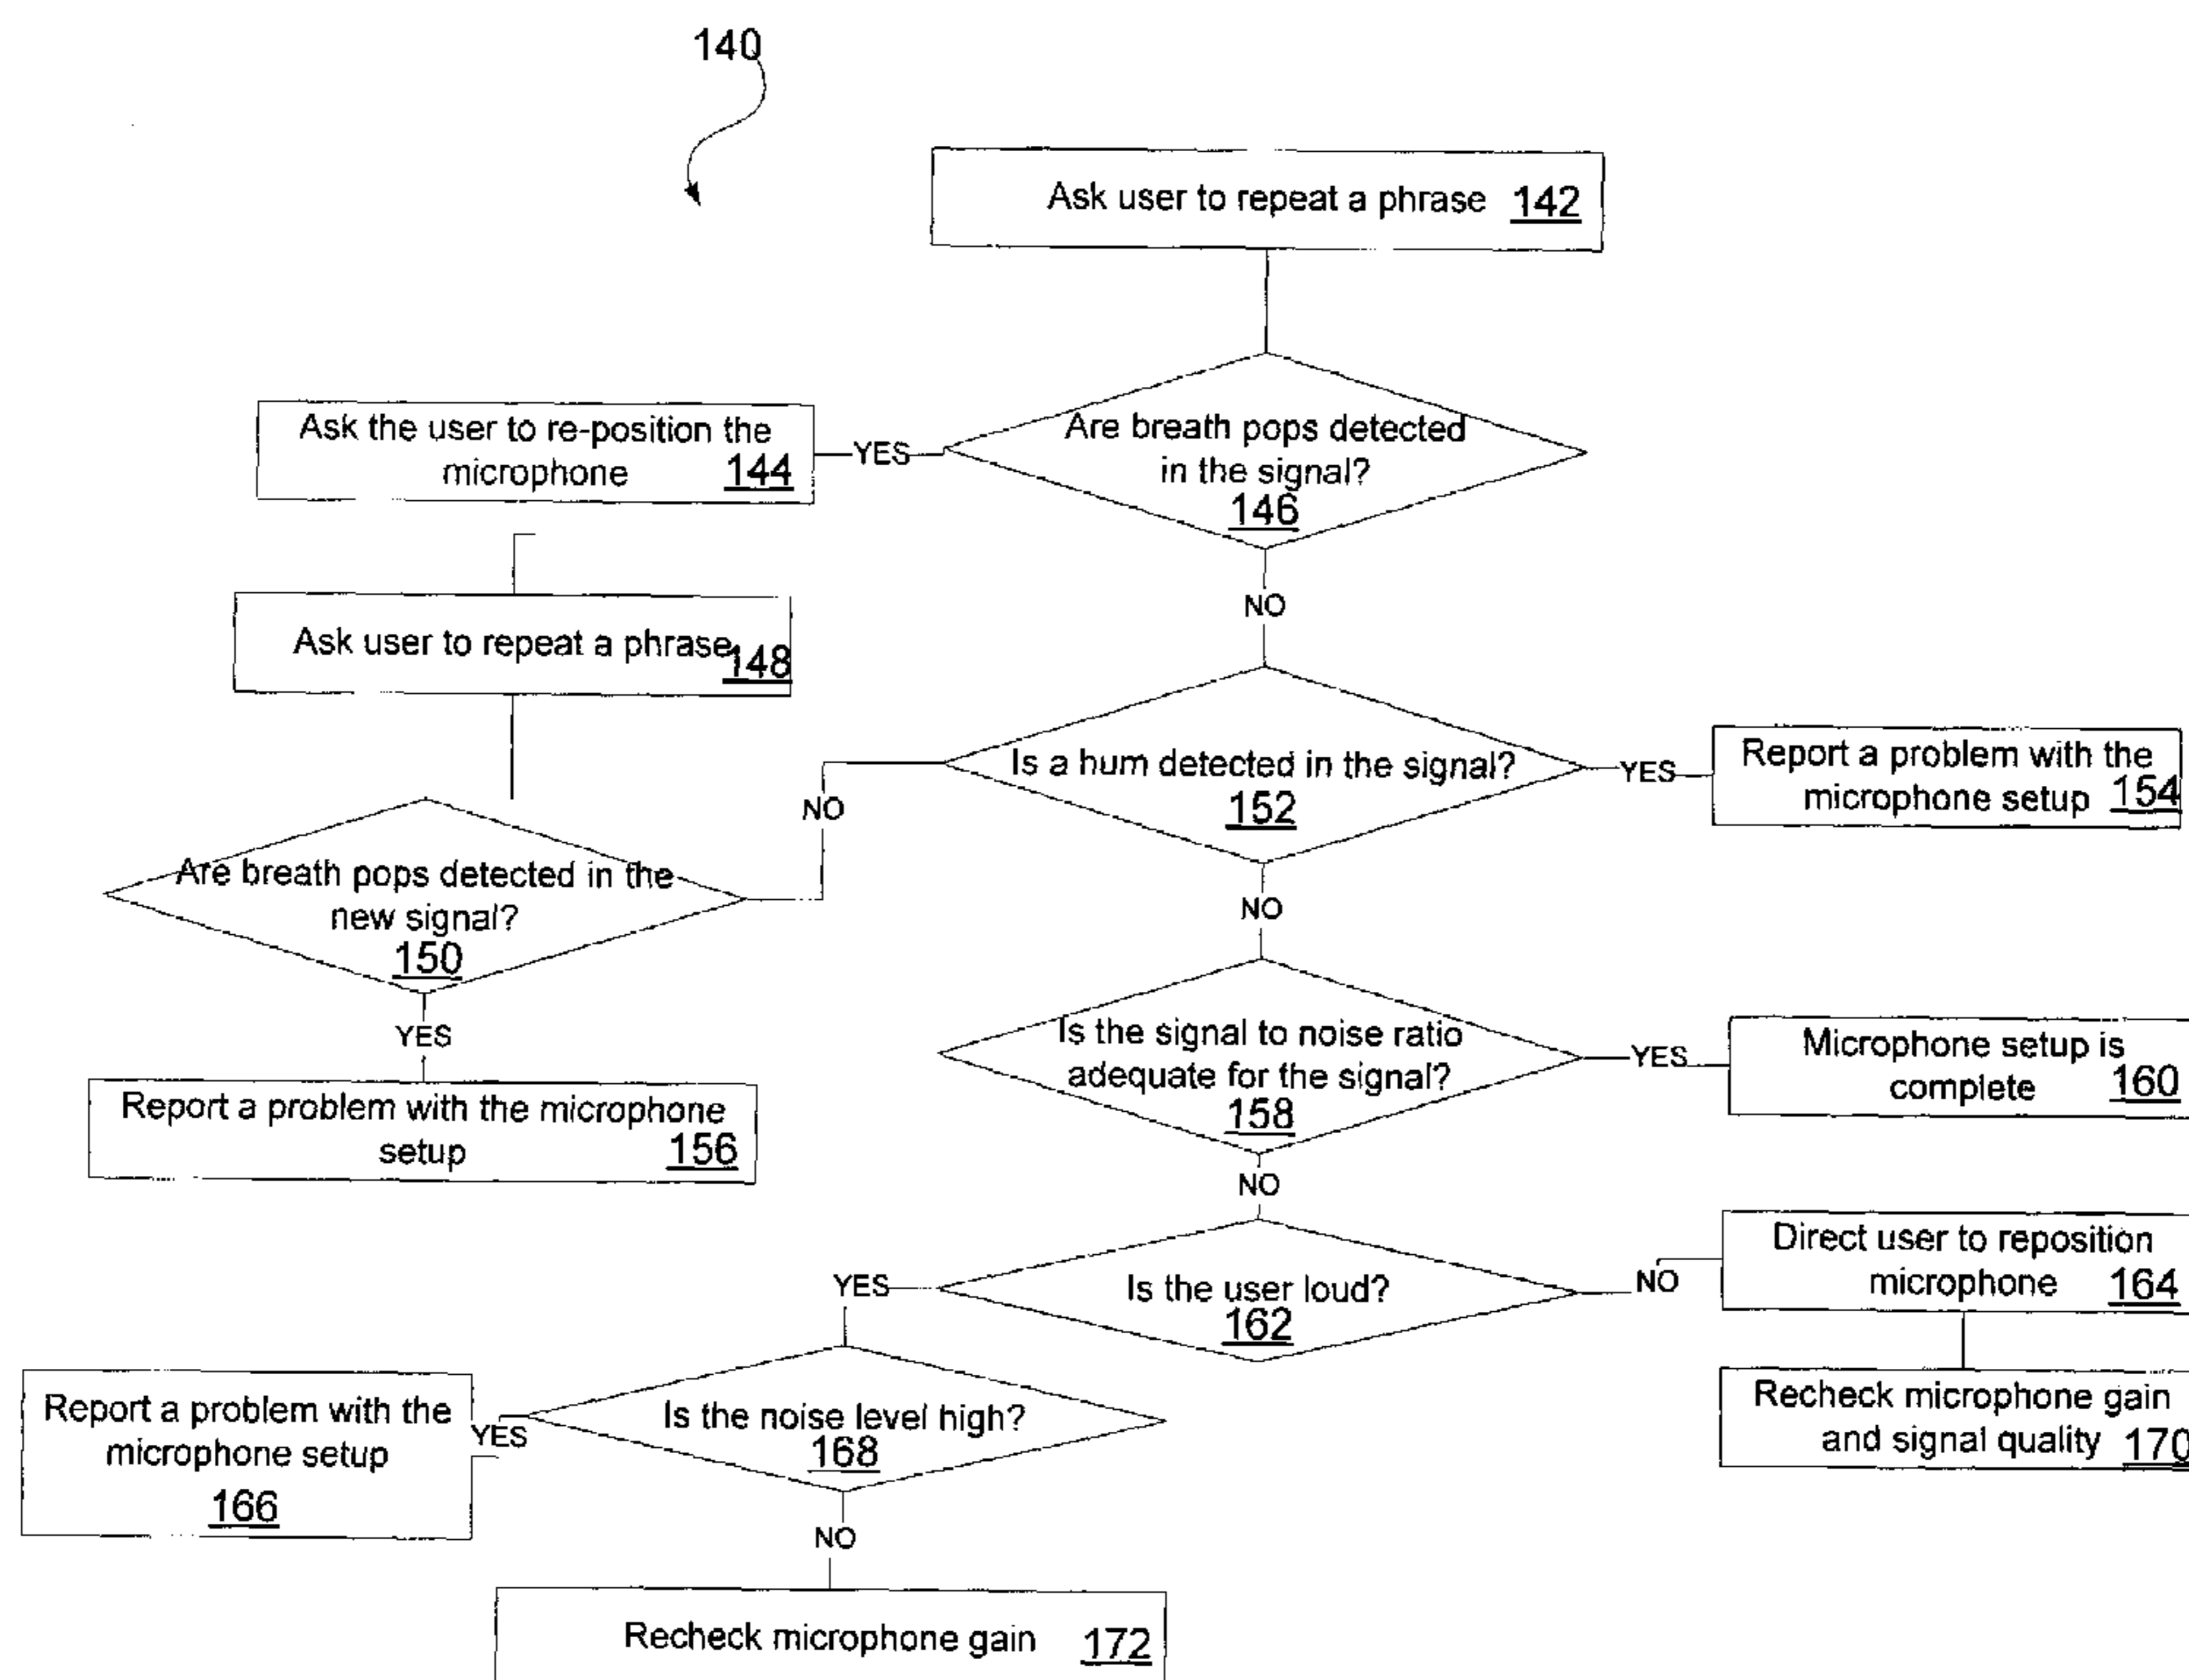 140
Ask user to repeat a phrase 142
Are breath pops detected
in the signal?
146
YES
Ask the user to re-position the
microphone 144
NO
Ask user to repeat a phrase 148
Is a hum detected in the signal?
152
YES
Report a problem with the
microphone setup 154
NO
Are breath pops detected in the
new signal?
150
NO
YES
Report a problem with the microphone
setup 156
Is the signal to noise ratio
adequate for the signal?
158
YES
Microphone setup is
complete 160
NO
Is the user loud?
162
NO
Direct user to reposition
microphone 164
Recheck microphone gain
and signal quality 170
YES
Is the noise level high?
168
YES
Report a problem with the
microphone setup
166
NO
Recheck microphone gain 172